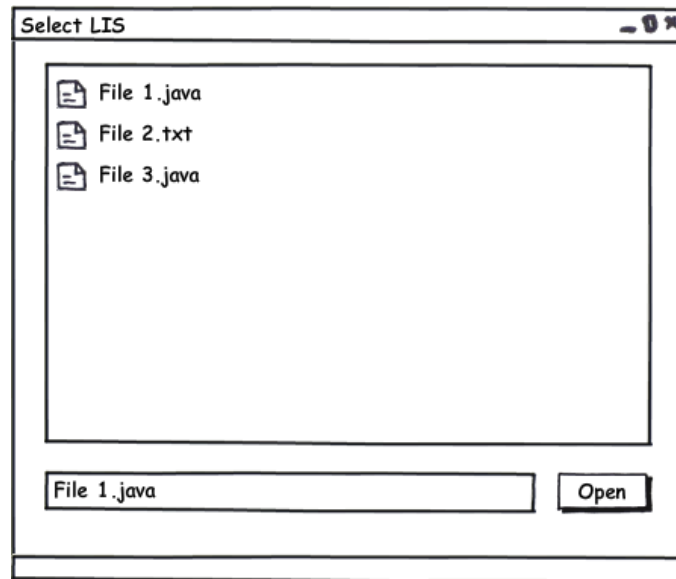 Select LIS
File 1.java
File 2.txt
File 3.java
File 1.java
Open